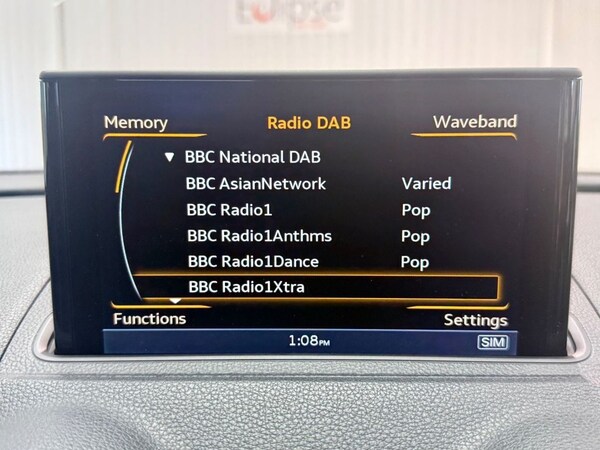 Memory Radio DAB Waveband
▼ BBC National DAB
BBC AsianNetwork Varied
BBC Radio1 Pop
BBC Radio1Anthms Pop
BBC Radio1Dance Pop
BBC Radio1Xtra
Functions Settings
1:08PM SIM